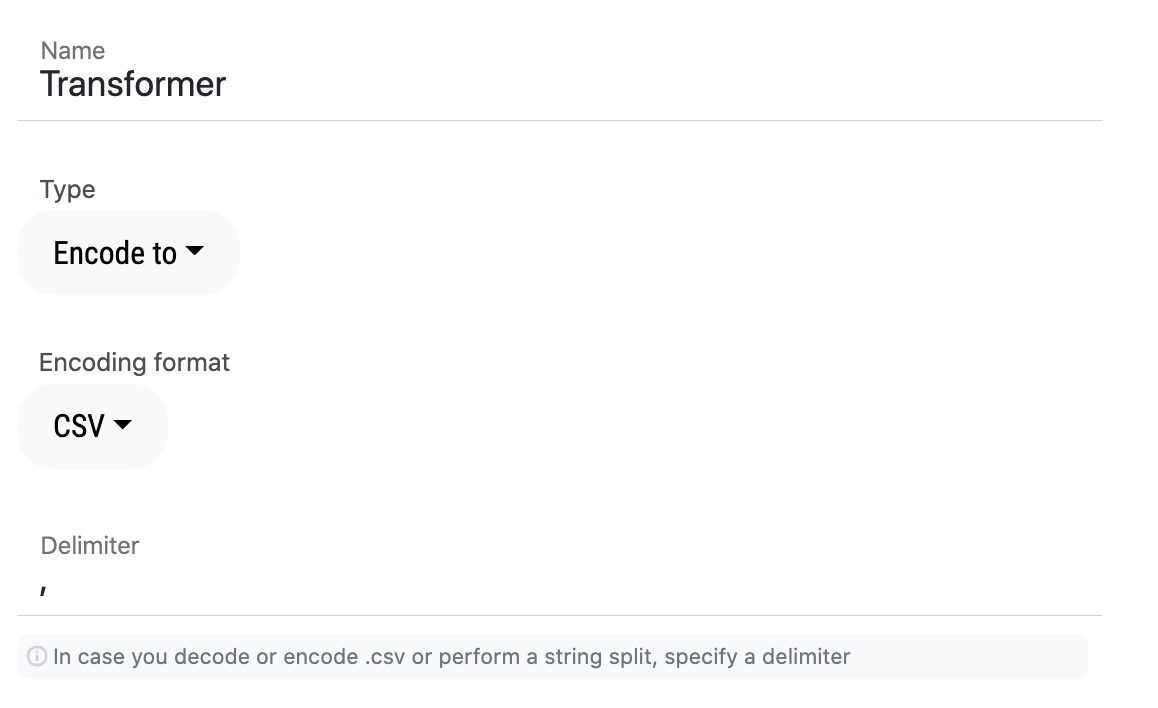 Name
Transformer
Type
Encode to
Encoding format
CSV
Delimiter
,
In case you decode or encode .csv or perform a string split, specify a delimiter